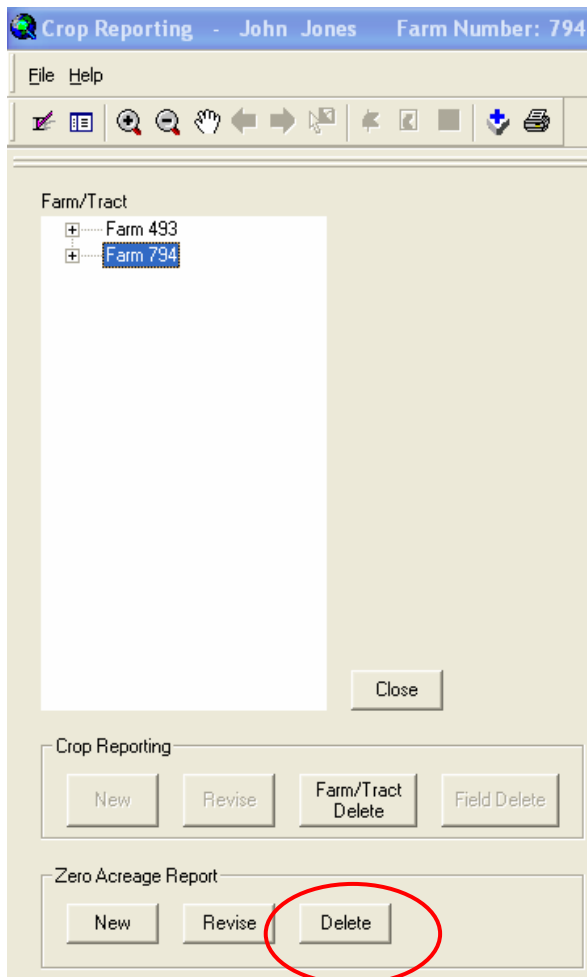 Crop Reporting - John Jones Farm Number: 794
File Help
Farm/Tract
Farm 493
Farm 794
Close
Crop Reporting
New Revise Farm/Tract Delete Field Delete
Zero Acreage Report
New Revise Delete